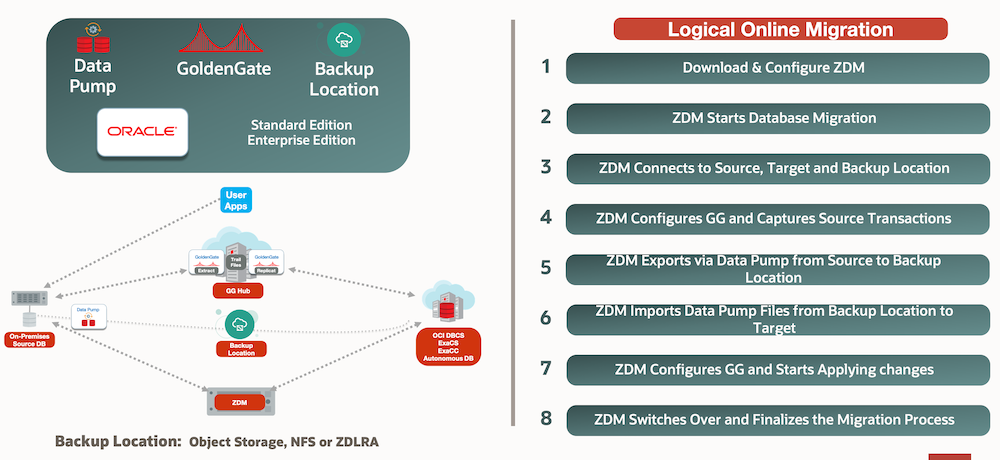 Data
Pump
GoldenGate
Backup
Location
ORACLE
Standard Edition
Enterprise Edition
User
Apps
GoldenGate
Extract
Trail
Files
GoldenGate
Replicat
GG Hub
Data Pump
On-Premises
Source DB
Backup
Location
OCI DBCS
ExaCS
ExaCC
Autonomous DB
ZDM
Backup Location: Object Storage, NFS or ZDLRA
Logical Online Migration
1 Download & Configure ZDM
2 ZDM Starts Database Migration
3 ZDM Connects to Source, Target and Backup Location
4 ZDM Configures GG and Captures Source Transactions
5 ZDM Exports via Data Pump from Source to Backup
Location
6 ZDM Imports Data Pump Files from Backup Location to
Target
7 ZDM Configures GG and Starts Applying changes
8 ZDM Switches Over and Finalizes the Migration Process